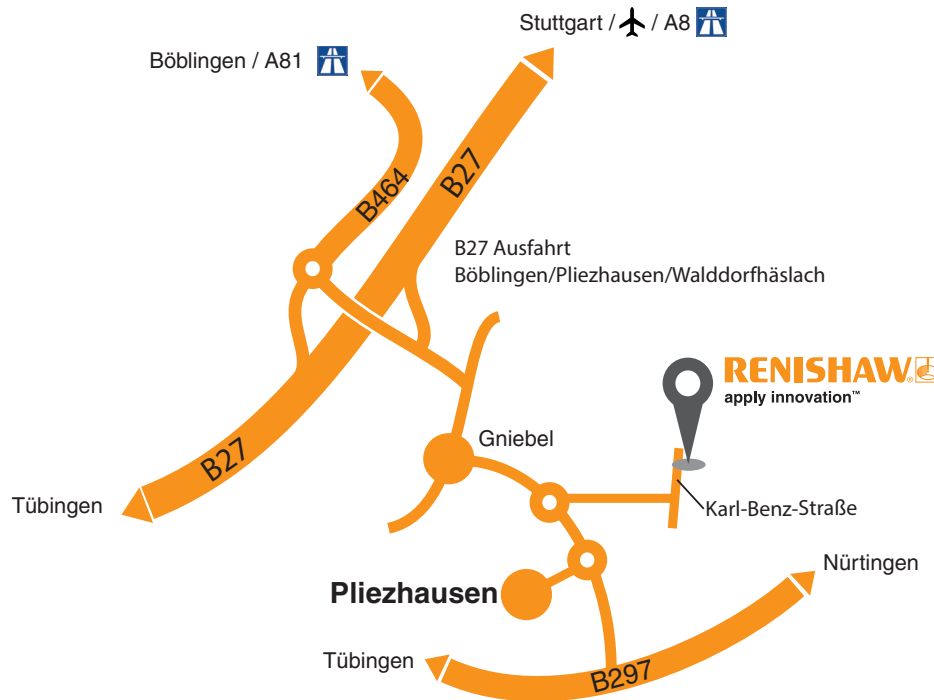 Stuttgart / / A8
Böblingen / A81
B27
B464
B27 Ausfahrt
Böblingen/Pliezhausen/Walddorfhäslach
RENISHAW
apply innovation™
Gniebel
B27
Tübingen
Karl-Benz-Straße
Nürtingen
Pliezhausen
Tübingen
B297